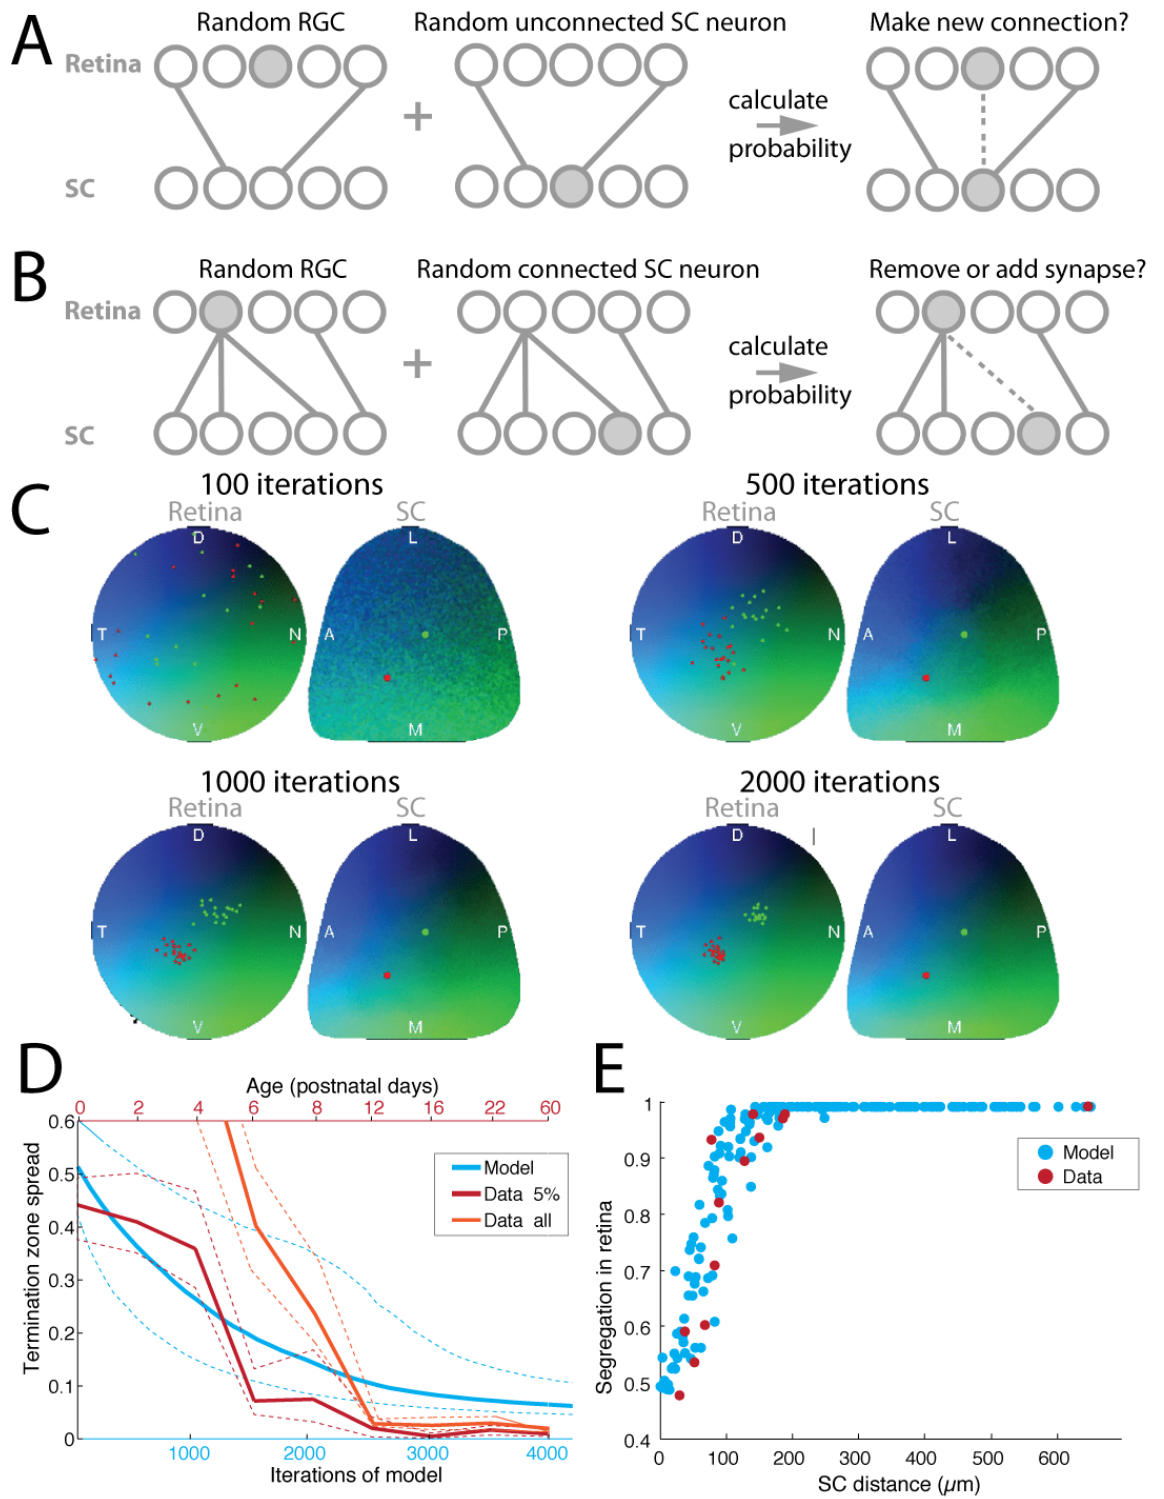 A
Random RGC
Random unconnected SC neuron
Make new connection?
Retina
calculate
probability
SC
B
Random RGC
Random connected SC neuron
Remove or add synapse?
Retina
calculate
probability
SC
C
100 iterations
500 iterations
Retina
SC
Retina
SC
D
L
D
L
T
N
A
P
T
N
A
P
V
M
V
M
1000 iterations
2000 iterations
Retina
SC
Retina
SC
D
L
D
L
T
N
A
P
T
N
A
P
V
M
V
M
D
Age (postnatal days)
0 2 4 6 8 12 16 22 60
0.6
0.5
0.4
0.3
0.2
0.1
0
Termination zone spread
Model
Data 5%
Data all
1000 2000 3000 4000
Iterations of model
E
1
0.9
0.8
0.7
0.6
0.5
0.4
Segregation in retina
Model
Data
0 100 200 300 400 500 600
SC distance (μm)